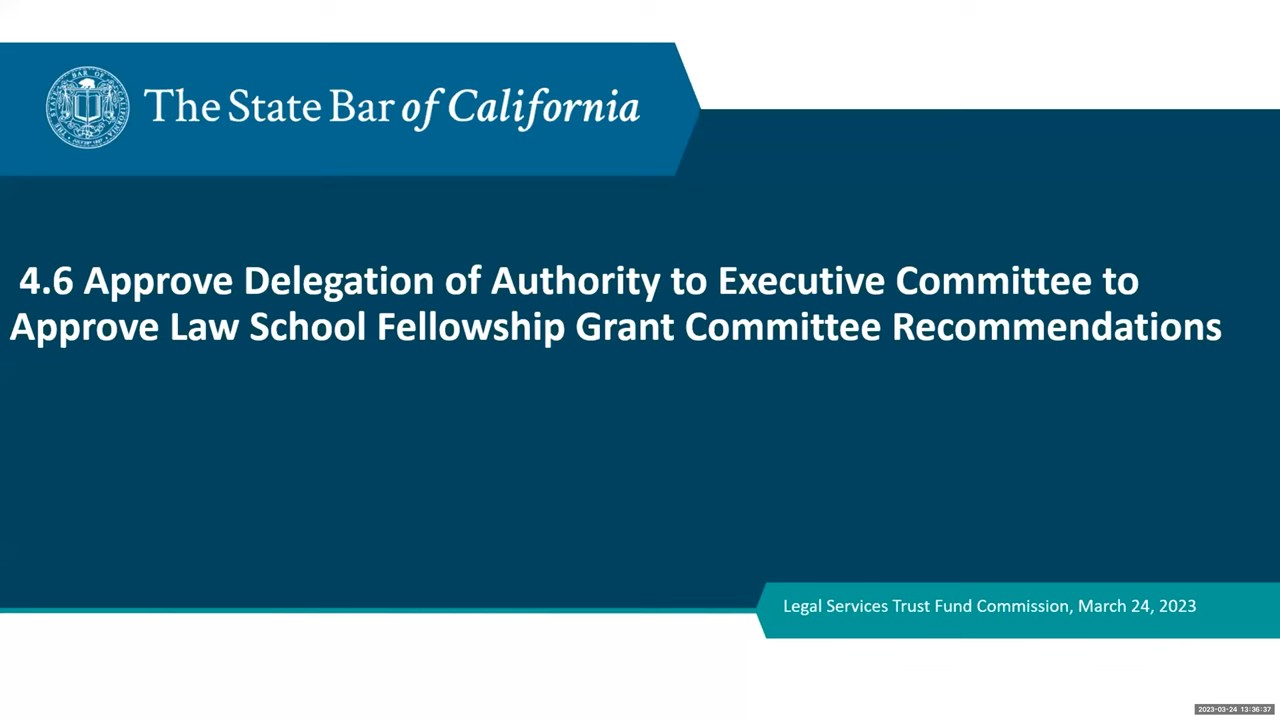 The State Bar of California
4.6 Approve Delegation of Authority to Executive Committee to
Approve Law School Fellowship Grant Committee Recommendations
Legal Services Trust Fund Commission, March 24, 2023
2023-03-24 13:36:37